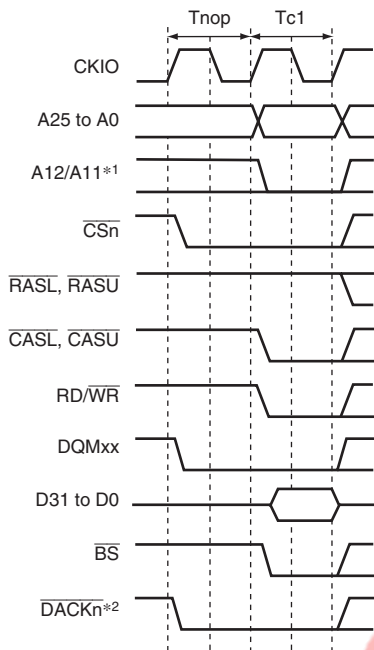 Tnop Tc1
CKIO
A25 to A0
A12/A11*1
CSn
RASL, RASU
CASL, CASU
RD/WR
DQMxx
D31 to D0
BS
DACKn*2